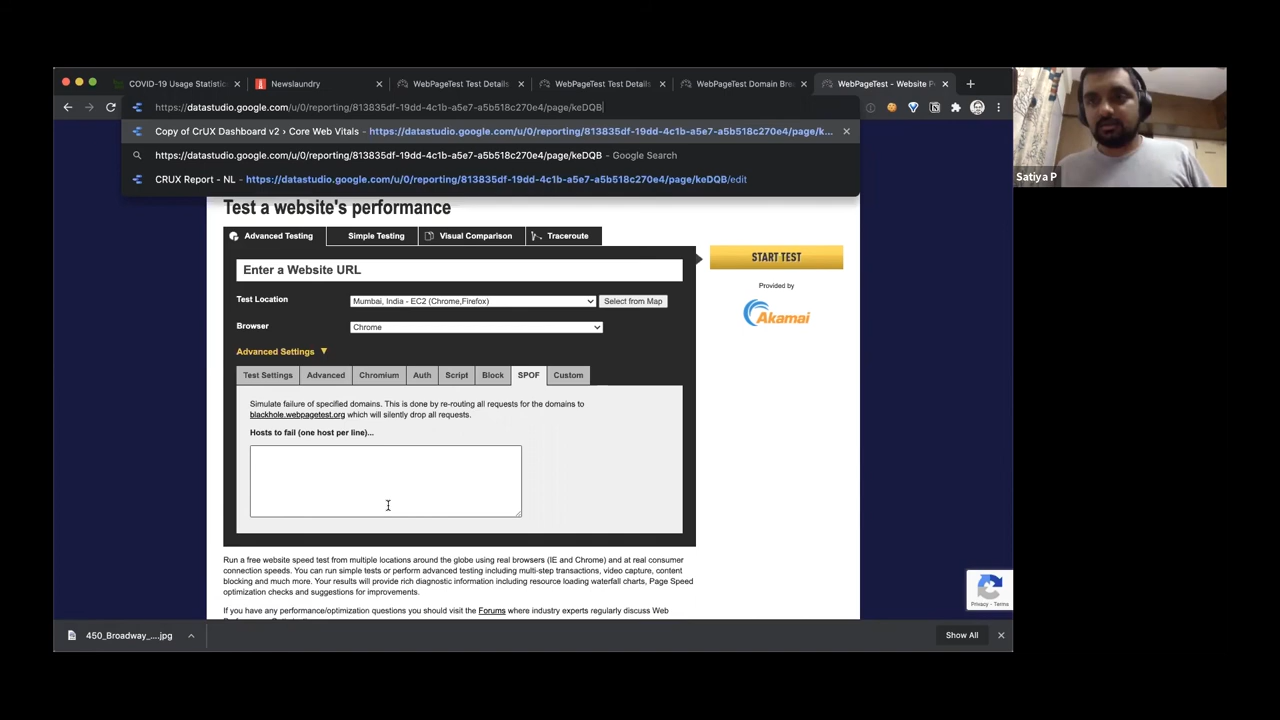 COVID-19 Usage Statistic
Newslaundry
WebPageTest Test Details
WebPageTest Test Details
WebPageTest Domain Bre
WebPageTest - Website P
https://datastudio.google.com/u/0/reporting/813835df-19dd-4c1b-a5e7-a5b518c270e4/page/keDQB
Copy of CrUX Dashboard v2 › Core Web Vitals - https://datastudio.google.com/u/0/reporting/813835df-19dd-4c1b-a5e7-a5b518c270e4/page/k...
https://datastudio.google.com/u/0/reporting/813835df-19dd-4c1b-a5e7-a5b518c270e4/page/keDQB - Google Search
CRUX Report - NL - https://datastudio.google.com/u/0/reporting/813835df-19dd-4c1b-a5e7-a5b518c270e4/page/keDQB/edit
Satiya P
Test a website's performance
Advanced Testing
Simple Testing
Visual Comparison
Traceroute
Enter a Website URL
START TEST
Provided by
Akamai
Test Location
Mumbai, India - EC2 (Chrome,Firefox)
Select from Map
Browser
Chrome
Advanced Settings ▼
Test Settings
Advanced
Chromium
Auth
Script
Block
SPOF
Custom
Simulate failure of specified domains. This is done by re-routing all requests for the domains to
blackhole.webpagetest.org which will silently drop all requests.
Hosts to fail (one host per line)...
Run a free website speed test from multiple locations around the globe using real browsers (IE and Chrome) and at real consumer
connection speeds. You can run simple tests or perform advanced testing including multi-step transactions, video capture, content
blocking and much more. Your results will provide rich diagnostic information including resource loading waterfall charts, Page Speed
optimization checks and suggestions for improvements.
If you have any performance/optimization questions you should visit the Forums where industry experts regularly discuss Web
Privacy - Terms
450_Broadway_....jpg
Show All